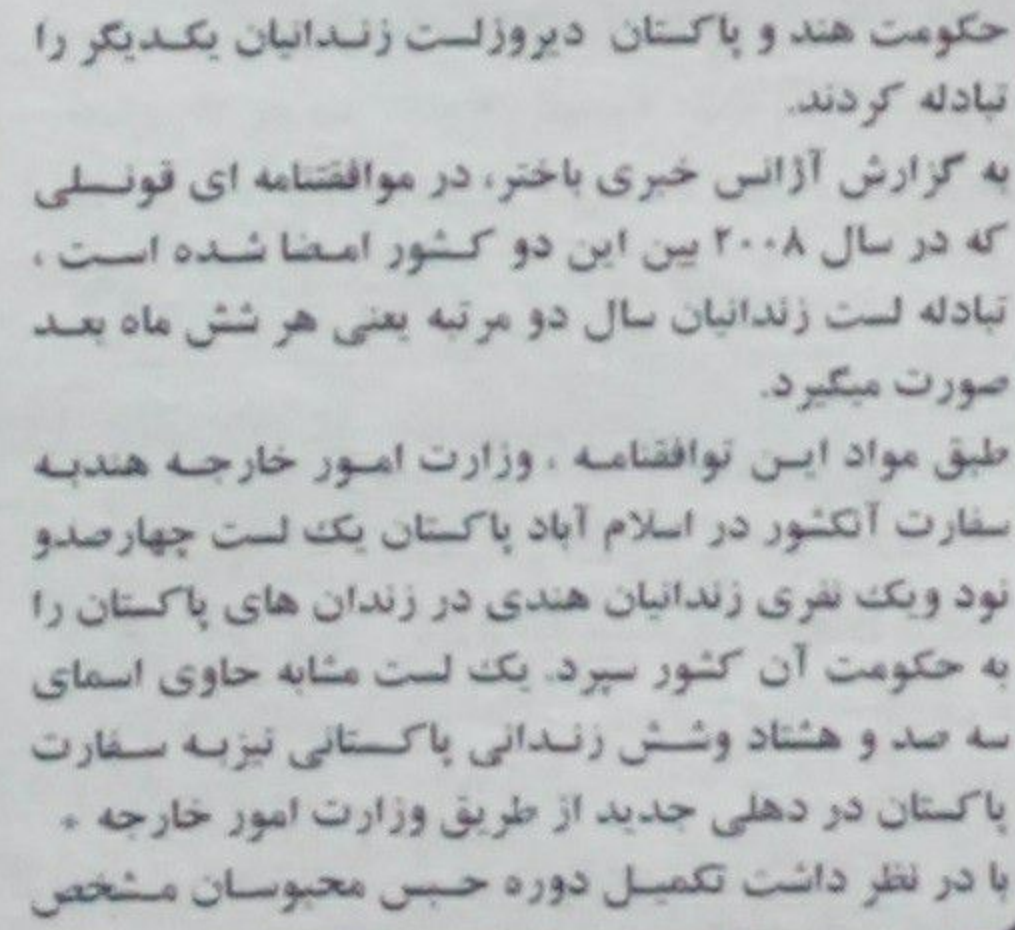 حکومت هند و پاکستان دیروزلست زندانیان یکدیگر را
تبادله کردند.
به گزارش آژانس خبری باختر، در موافقتنامه ای قونسلی
که در سال ۲۰۰۸ بین این دو کشور امضا شده است ،
تبادله لست زندانیان سال دو مرتبه یعنی هر شش ماه بعد
صورت میگیرد.
طبق مواد این توافقنامه ، وزارت امور خارجه هندبه
سفارت آنکشور در اسلام آباد پاکستان یک لست چهارصدو
نود ویک نفری زندانیان هندی در زندان های پاکستان را
به حکومت آن کشور سپرد. یک لست مشابه حاوی اسمای
سه صد و هشتاد وشش زندانی پاکستانی نیزبه سفارت
پاکستان در دهلی جدید از طریق وزارت امور خارجه *
با در نظر داشت تکمیل دوره حبس محبوسان مشخص